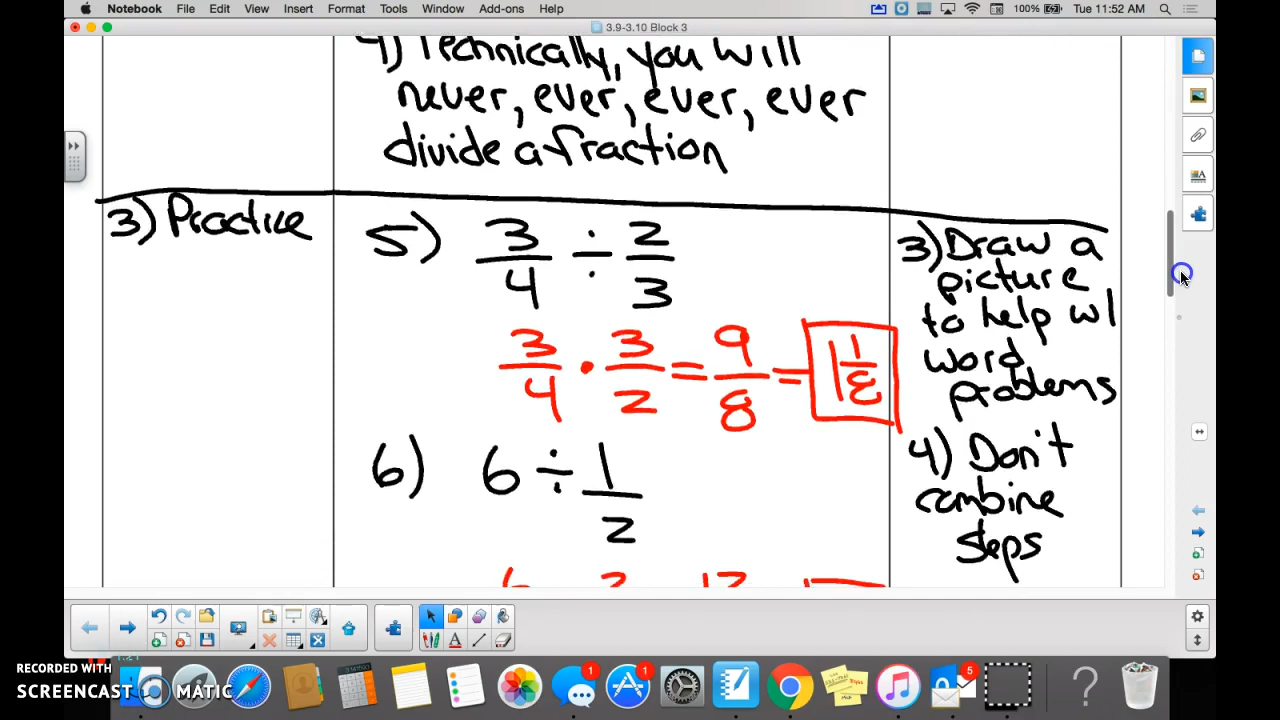 Notebook File Edit View Insert Format Tools Window Add-ons Help 100% Tue 11:52 AM
3.9-3.10 Block 3
4) Technically, you will
never, ever, ever, ever
divide a fraction
3) Practice
5) 3/4 ÷ 2/3
3/4 · 3/2 = 9/8 = 1 1/8
6) 6 ÷ 1/2
3) Draw a
picture
to help w/
word
problems
4) Don't
combine
steps
RECORDED WITH
SCREENCAST MATIC
1
1
5